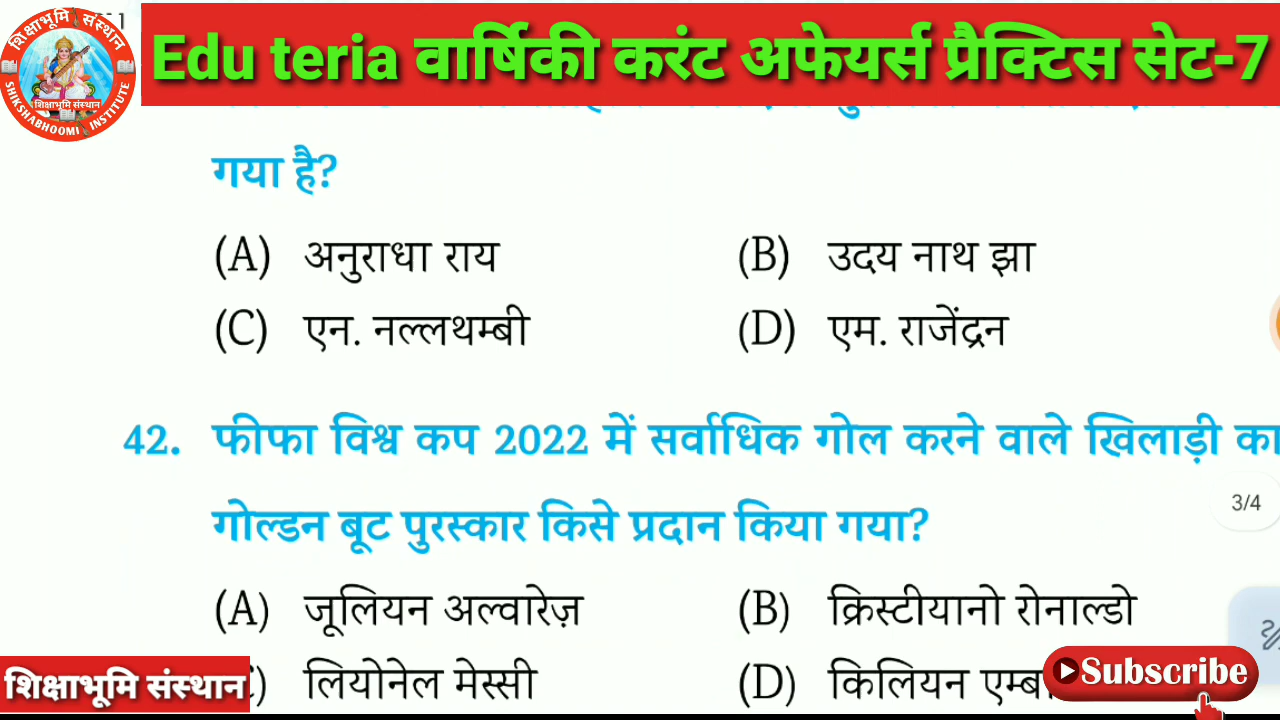 शिक्षाभूमि संस्थान
शिक्षाभूमि संस्थान
SHIKSHABHOOMI INSTITUTE
Edu teria वार्षिकी करंट अफेयर्स प्रैक्टिस सेट-7
गया है?
(A) अनुराधा राय (B) उदय नाथ झा
(C) एन. नल्लथम्बी (D) एम. राजेंद्रन
42. फीफा विश्व कप 2022 में सर्वाधिक गोल करने वाले खिलाड़ी का
3/4
गोल्डन बूट पुरस्कार किसे प्रदान किया गया?
(A) जूलियन अल्वारेज़ (B) क्रिस्टीयानो रोनाल्डो
) लियोनेल मेस्सी (D) किलियन
शिक्षाभूमि संस्थान
Subscribe